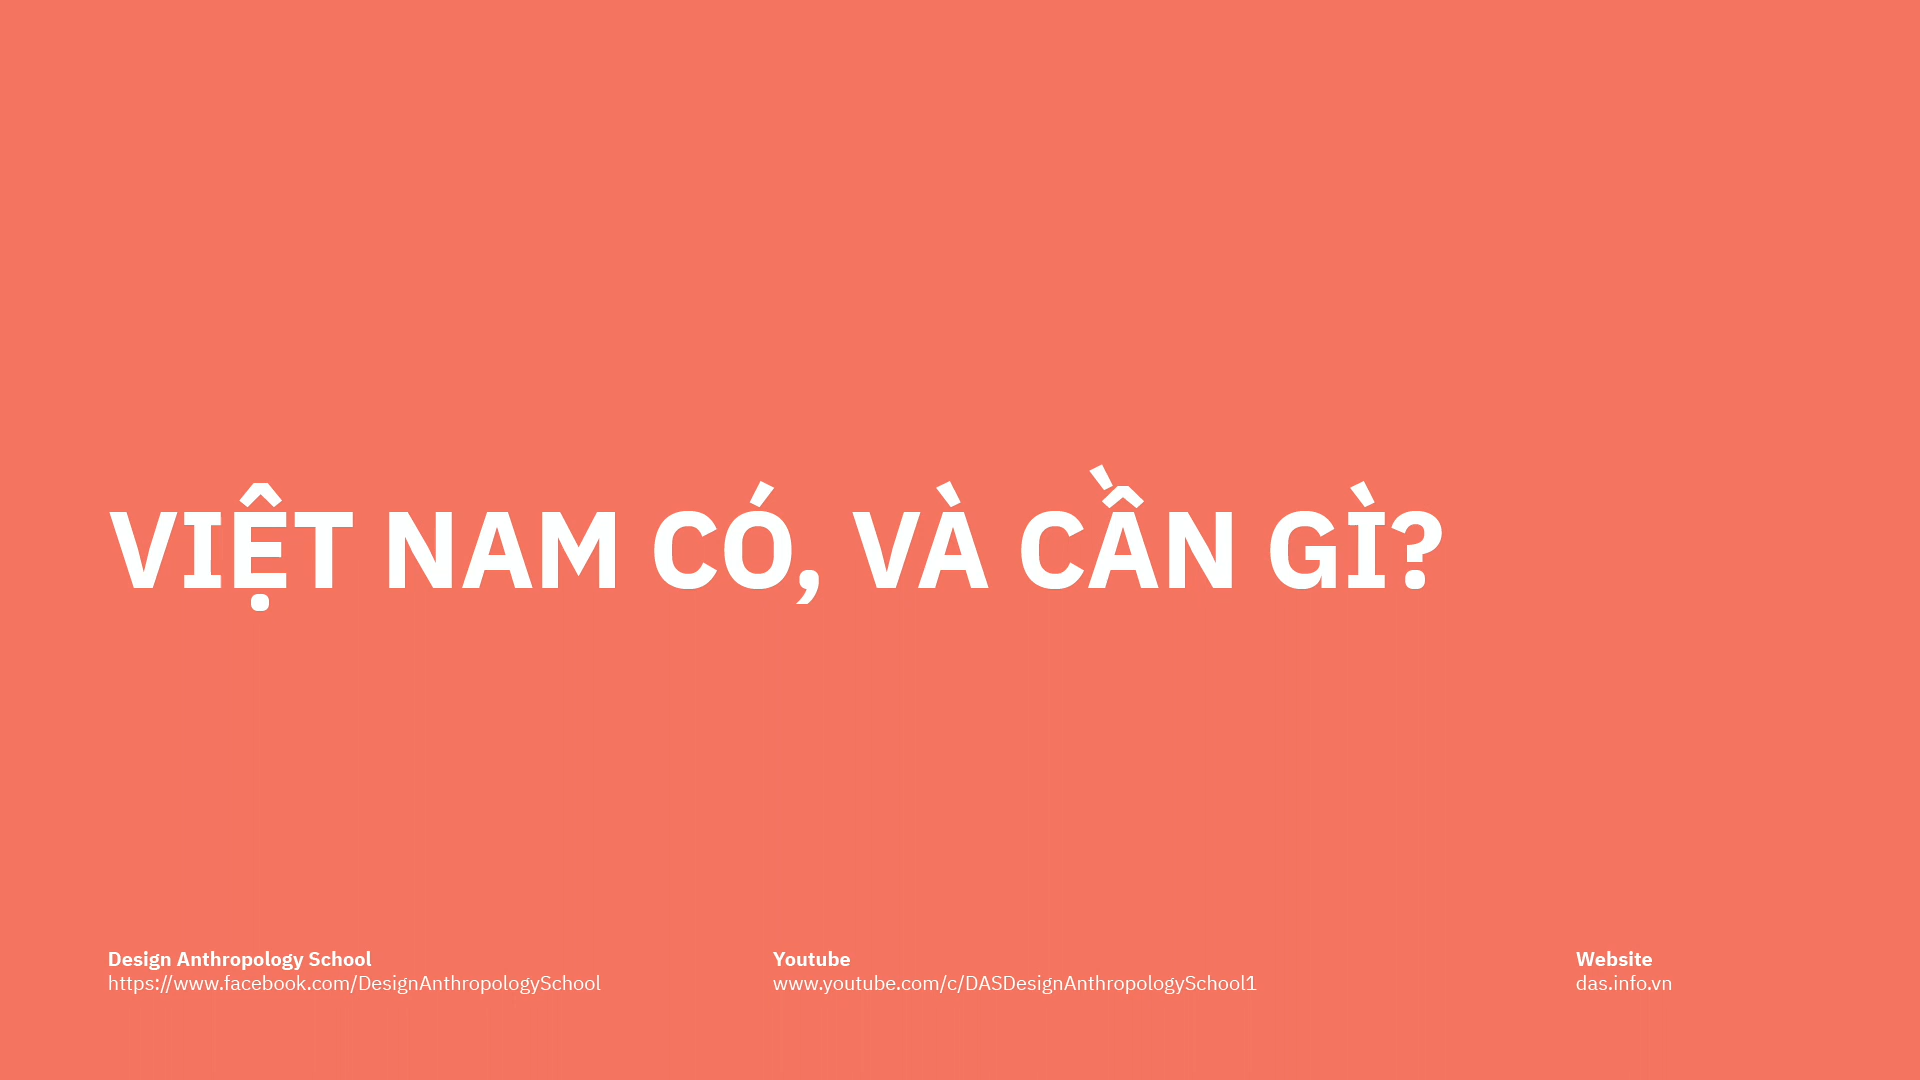 VIỆT NAM CÓ, VÀ CẦN GÌ?
Design Anthropology School
https://www.facebook.com/DesignAnthropologySchool
Youtube
www.youtube.com/c/DASDesignAnthropologySchool1
Website
das.info.vn